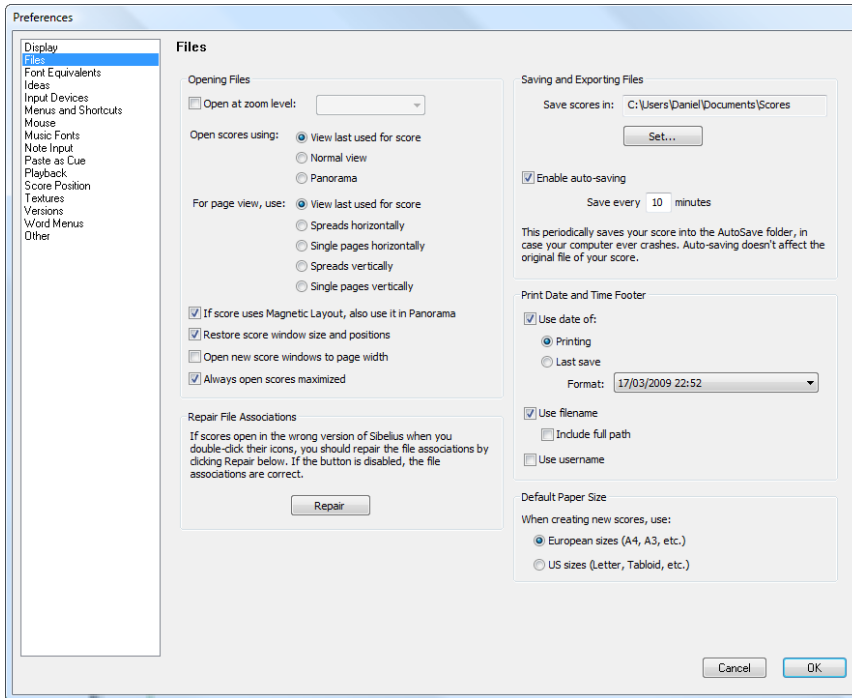 Preferences
Display
Files
Font Equivalents
Ideas
Input Devices
Menus and Shortcuts
Mouse
Music Fonts
Note Input
Paste as Cue
Playback
Score Position
Textures
Versions
Word Menus
Other
Files
Opening Files
Open at zoom level:
Open scores using:
View last used for score
Normal view
Panorama
For page view, use:
View last used for score
Spreads horizontally
Single pages horizontally
Spreads vertically
Single pages vertically
If score uses Magnetic Layout, also use it in Panorama
Restore score window size and positions
Open new score windows to page width
Always open scores maximized
Repair File Associations
If scores open in the wrong version of Sibelius when you
double-click their icons, you should repair the file associations by
clicking Repair below. If the button is disabled, the file
associations are correct.
Repair
Saving and Exporting Files
Save scores in: C:\Users\Daniel\Documents\Scores
Set...
Enable auto-saving
Save every 10 minutes
This periodically saves your score into the AutoSave folder, in
case your computer ever crashes. Auto-saving doesn't affect the
original file of your score.
Print Date and Time Footer
Use date of:
Printing
Last save
Format: 17/03/2009 22:52
Use filename
Include full path
Use username
Default Paper Size
When creating new scores, use:
European sizes (A4, A3, etc.)
US sizes (Letter, Tabloid, etc.)
Cancel
OK